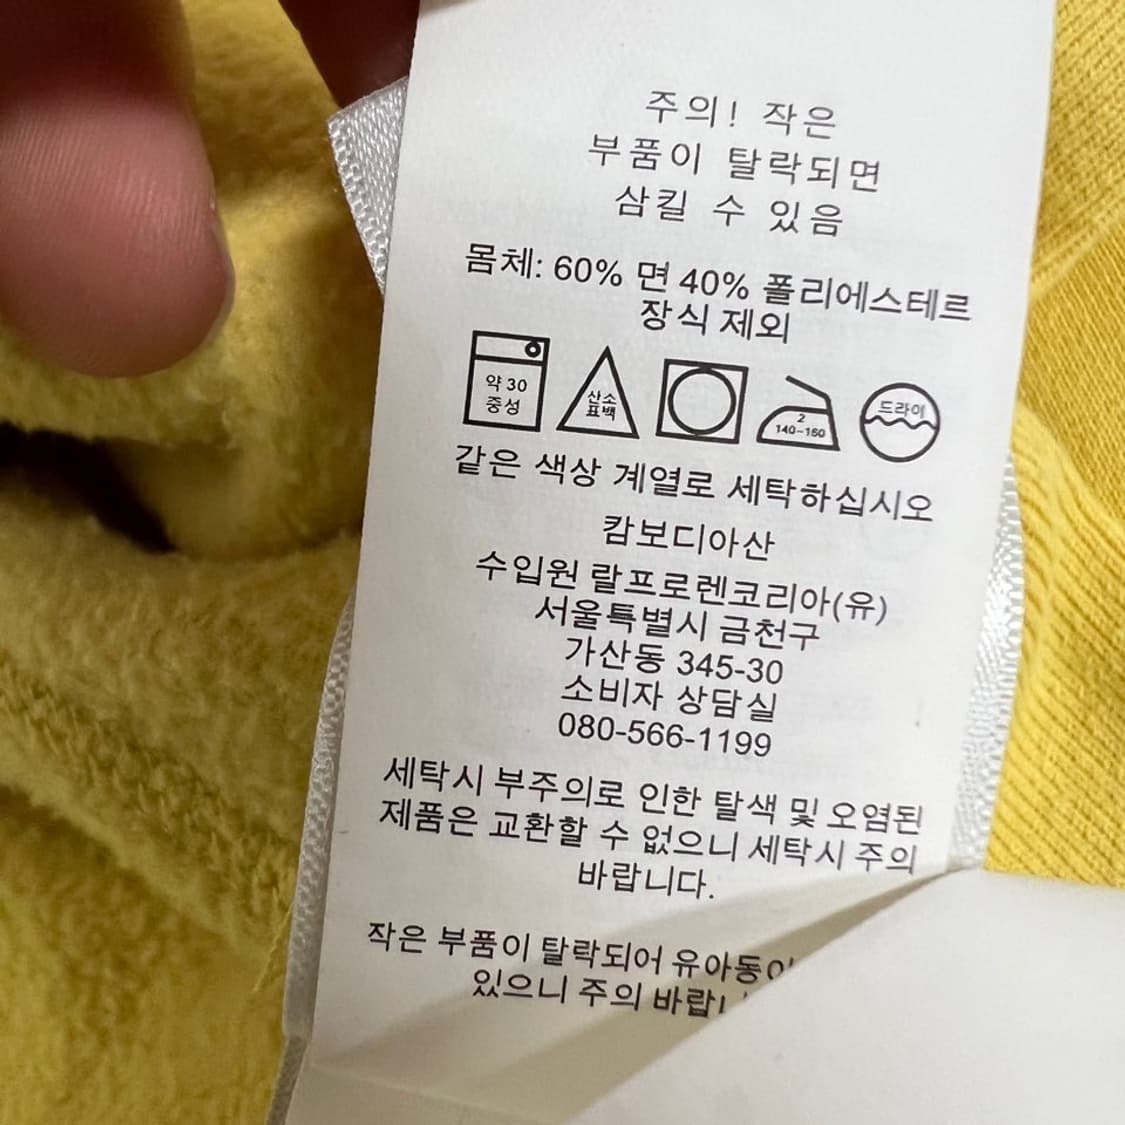 주의! 작은
부품이 탈락되면
삼킬 수 있음
몸체: 60% 면 40% 폴리에스테르
장식 제외
약 30
중성
산소
표백
2
140-160
드라이
같은 색상 계열로 세탁하십시오
캄보디아산
수입원 랄프로렌코리아(유)
서울특별시 금천구
가산동 345-30
소비자 상담실
080-566-1199
세탁시 부주의로 인한 탈색 및 오염된
제품은 교환할 수 없으니 세탁시 주의
바랍니다.
작은 부품이 탈락되어 유아동이
있으니 주의